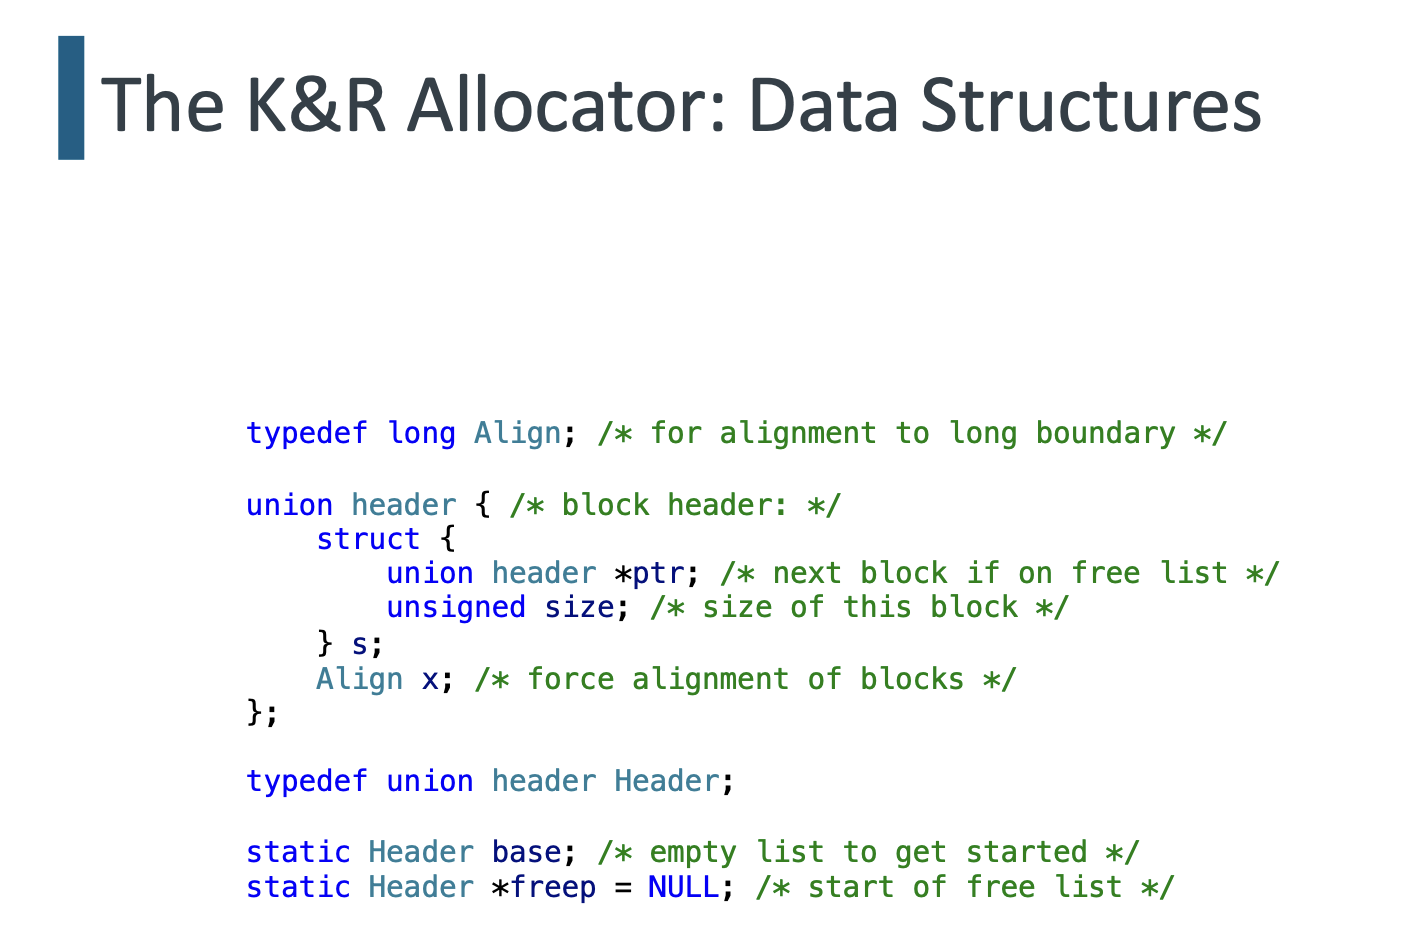 The K&R Allocator: Data Structures
typedef long Align; /* for alignment to long boundary */
union header { /* block header: */
struct {
union header *ptr; /* next block if on free list */
unsigned size; /* size of this block */
} s;
Align x; /* force alignment of blocks */
};
typedef union header Header;
static Header base; /* empty list to get started */
static Header *freep = NULL; /* start of free list */